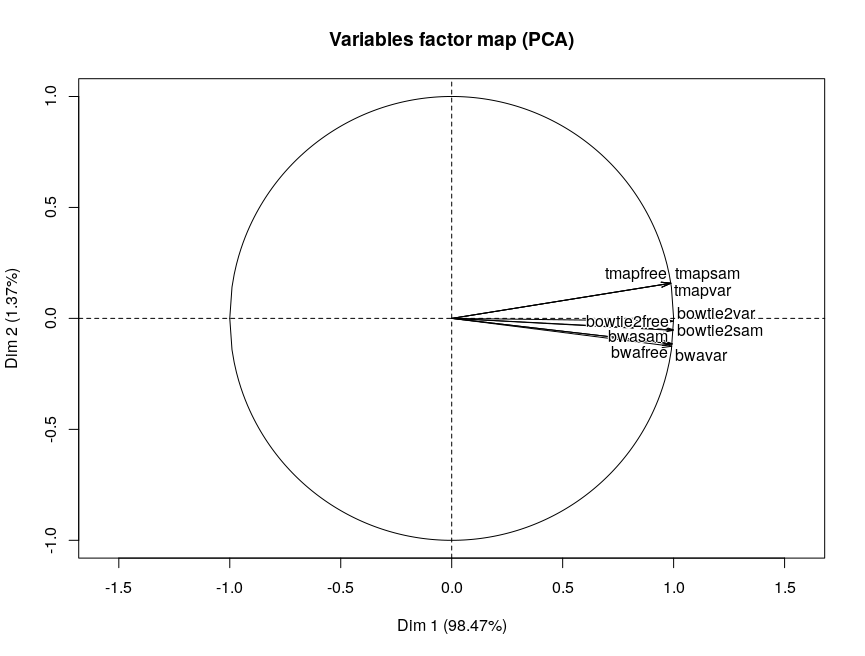 Variables factor map (PCA)
1.0
0.5
0.0
-0.5
-1.0
Dim 2 (1.37%)
tmapfree
tmapsam
tmapvar
bowtie2var
bowtie2free
bowtie2sam
bwasam
bwafree
bwavar
-1.5
-1.0
-0.5
0.0
0.5
1.0
1.5
Dim 1 (98.47%)